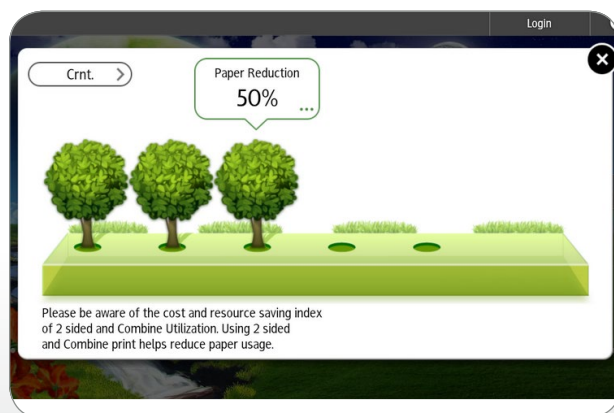 Login
Crnt.
Paper Reduction
50%
...
Please be aware of the cost and resource saving index
of 2 sided and Combine Utilization. Using 2 sided
and Combine print helps reduce paper usage.